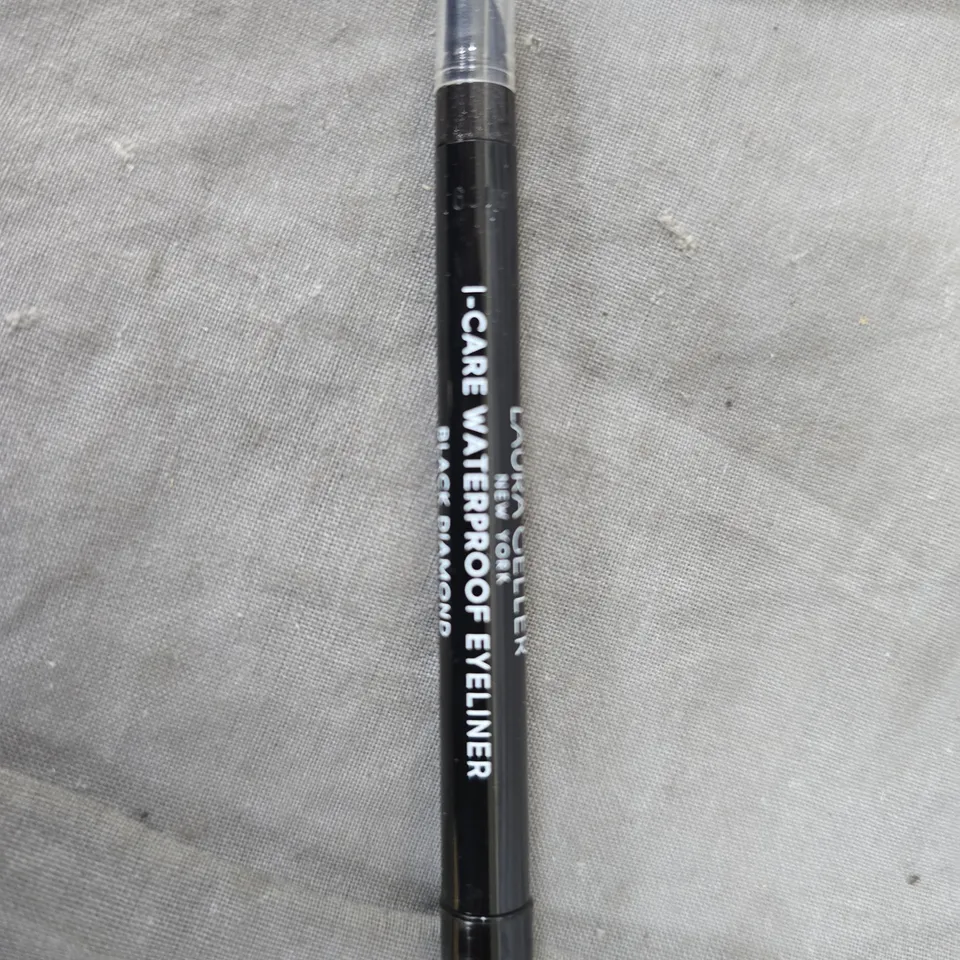 LAURA GELLER
NEW YORK
I-CARE WATERPROOF EYELINER
BLACK DIAMOND